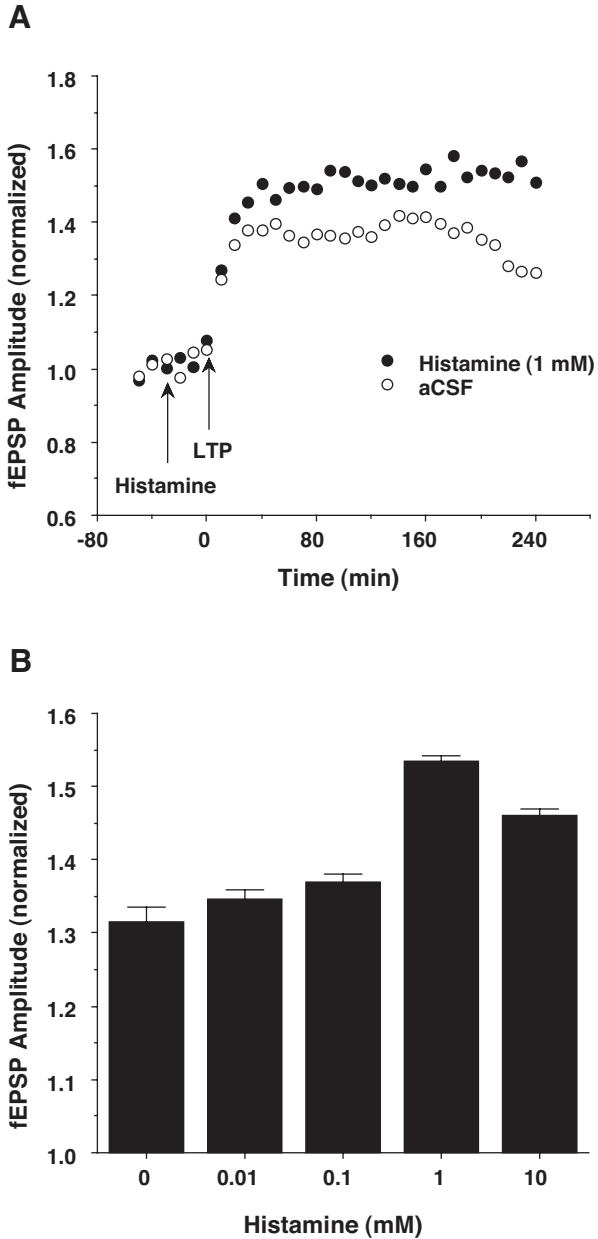 A
fEPSP Amplitude (normalized)
1.8
1.6
1.4
1.2
1.0
0.8
0.6
Histamine (1 mM)
aCSF
LTP
Histamine
-80
0
80
160
240
Time (min)
B
fEPSP Amplitude (normalized)
1.6
1.5
1.4
1.3
1.2
1.1
1.0
0
0.01
0.1
1
10
Histamine (mM)